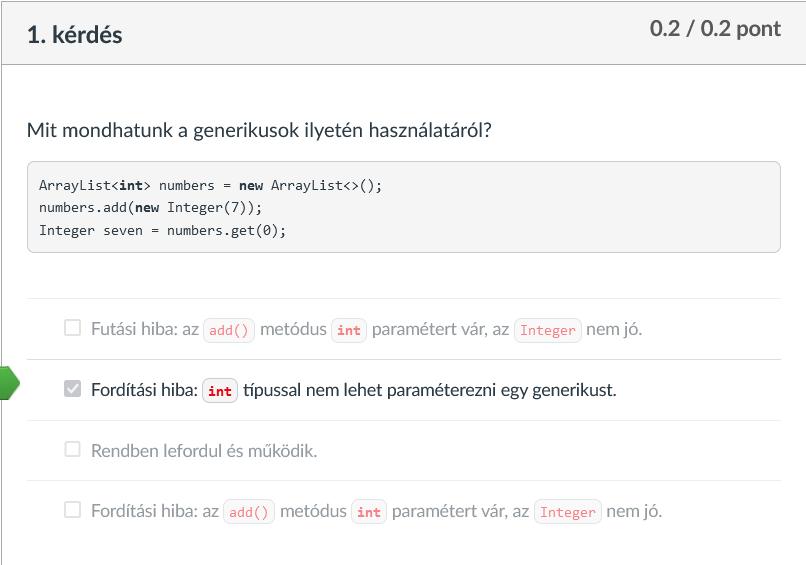 1. kérdés
0.2 / 0.2 pont
Mit mondhatunk a generikusok ilyetén használatáról?
ArrayList<int> numbers = new ArrayList<>();
numbers.add(new Integer(7));
Integer seven = numbers.get(0);
Futási hiba: az add() metódus int paramétert vár, az Integer nem jó.
Fordítási hiba: int típussal nem lehet paraméterezni egy generikust.
Rendben lefordul és működik.
Fordítási hiba: az add() metódus int paramétert vár, az Integer nem jó.